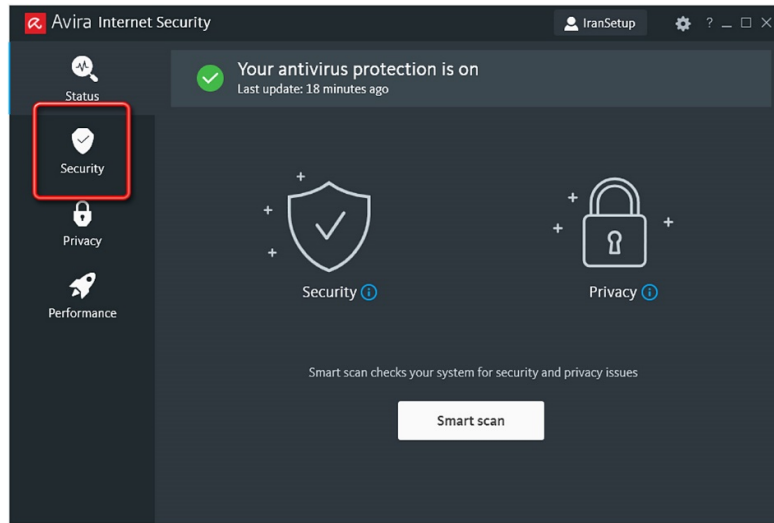 Avira Internet Security
IranSetup
?
Status
Security
Privacy
Performance
Your antivirus protection is on
Last update: 18 minutes ago
Security
Privacy
Smart scan checks your system for security and privacy issues
Smart scan